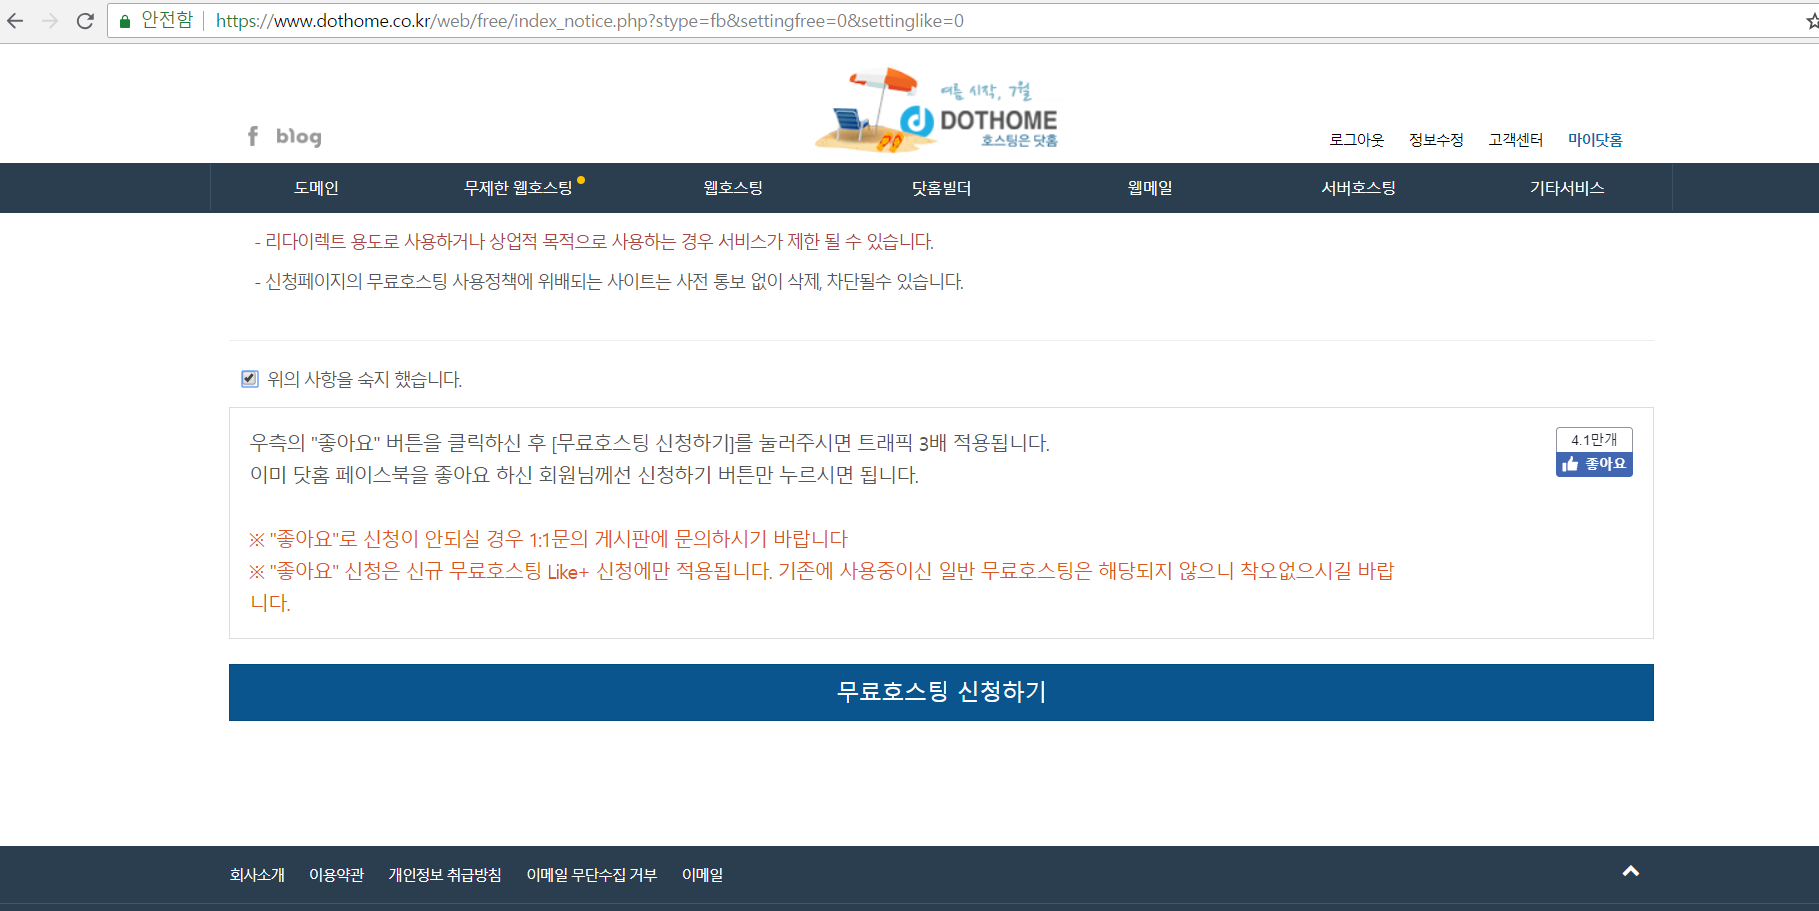 안전함 | https://www.dothome.co.kr/web/free/index_notice.php?stype=fb&settingfree=0&settinglike=0
여름 시작, 7월
DOTHOME
호스팅은 닷홈
f blog
로그아웃 정보수정 고객센터 마이닷홈
도메인 무제한 웹호스팅 웹호스팅 닷홈빌더 웹메일 서버호스팅 기타서비스
- 리다이렉트 용도로 사용하거나 상업적 목적으로 사용하는 경우 서비스가 제한 될 수 있습니다.
- 신청페이지의 무료호스팅 사용정책에 위배되는 사이트는 사전 통보 없이 삭제, 차단될수 있습니다.
위의 사항을 숙지 했습니다.
우측의 "좋아요" 버튼을 클릭하신 후 [무료호스팅 신청하기]를 눌러주시면 트래픽 3배 적용됩니다.
이미 닷홈 페이스북을 좋아요 하신 회원님께선 신청하기 버튼만 누르시면 됩니다.
4.1만개
좋아요
※ "좋아요"로 신청이 안되실 경우 1:1문의 게시판에 문의하시기 바랍니다
※ "좋아요" 신청은 신규 무료호스팅 Like+ 신청에만 적용됩니다. 기존에 사용중이신 일반 무료호스팅은 해당되지 않으니 착오없으시길 바랍
니다.
무료호스팅 신청하기
회사소개 이용약관 개인정보 취급방침 이메일 무단수집 거부 이메일